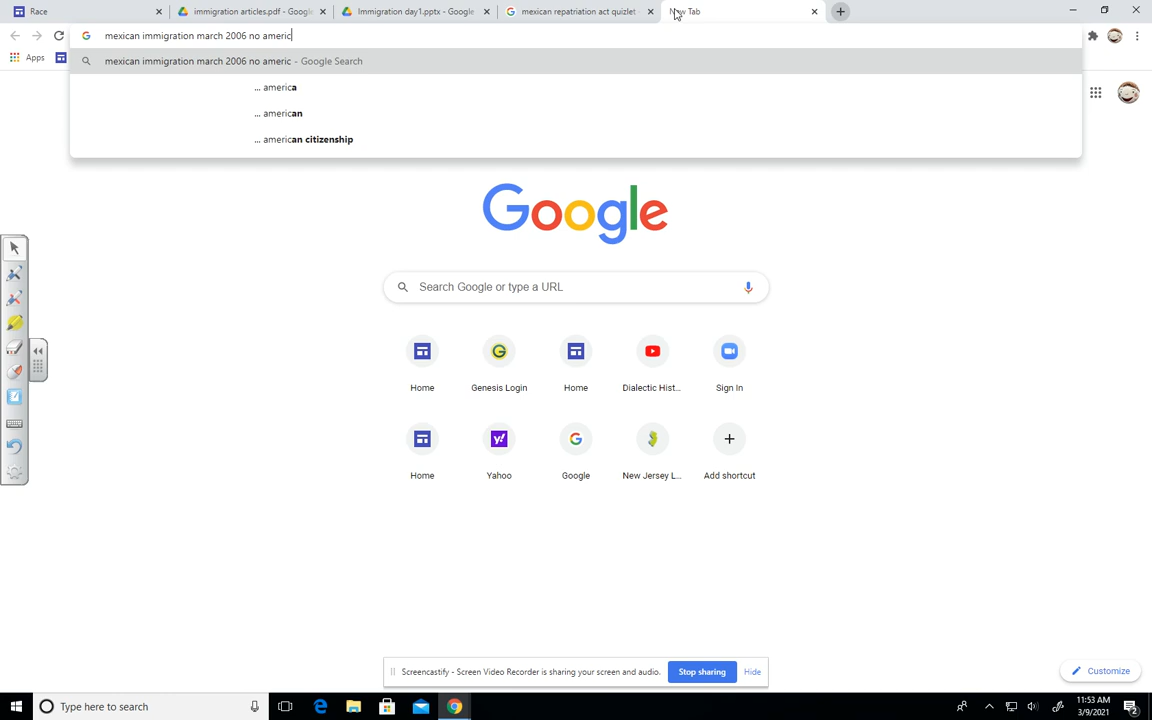 Race
immigration articles.pdf - Googl
Immigration day1.pptx - Google
mexican repatriation act quizlet
New Tab
mexican immigration march 2006 no americ
Apps
mexican immigration march 2006 no americ - Google Search
... america
... american
... american citizenship
Google
Search Google or type a URL
Home
Genesis Login
Home
Dialectic Hist...
Sign In
Home
Yahoo
Google
New Jersey L...
Add shortcut
Screencastify - Screen Video Recorder is sharing your screen and audio.
Stop sharing
Hide
Customize
Type here to search
11:53 AM
3/9/2021
2